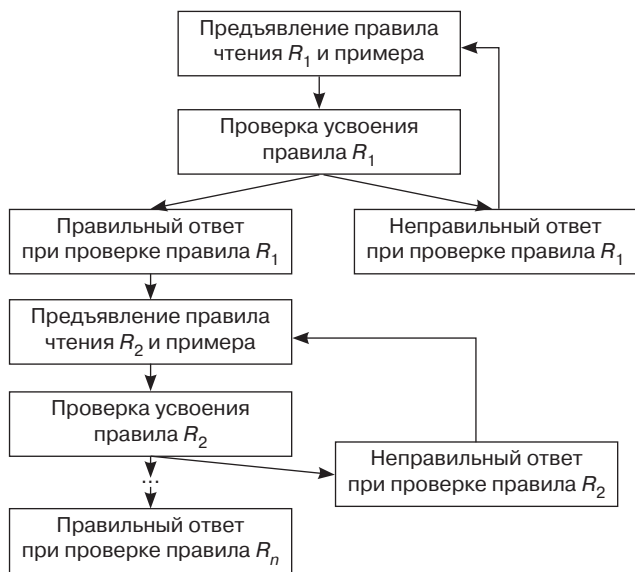 Предъявление правила
чтения R₁ и примера
Проверка усвоения
правила R₁
Правильный ответ
при проверке правила R₁
Неправильный ответ
при проверке правила R₁
Предъявление правила
чтения R₂ и примера
Проверка усвоения
правила R₂
Неправильный ответ
при проверке правила R₂
...
Правильный ответ
при проверке правила Rₙ